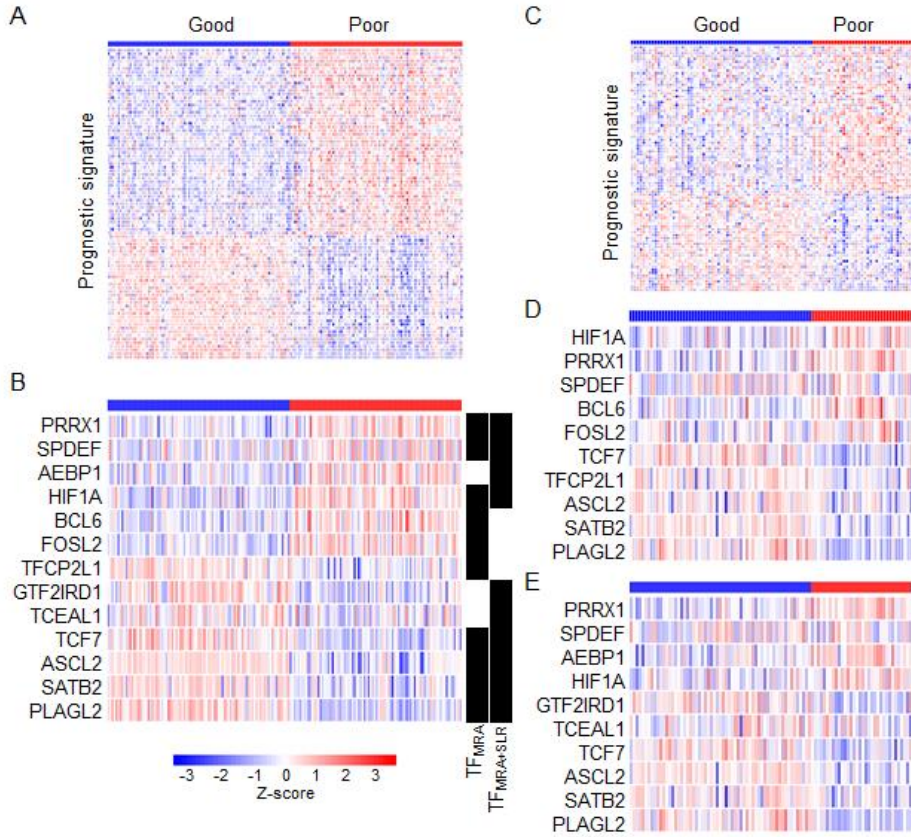 A
Good Poor
Prognostic signature
B
PRRX1
SPDEF
AEBP1
HIF1A
BCL6
FOSL2
TFCP2L1
GTF2IRD1
TCEAL1
TCF7
ASCL2
SATB2
PLAGL2
-3 -2 -1 0 1 2 3
Z-score
TFMRA
TFMRA+SLR
C
Good Poor
Prognostic signature
D
HIF1A
PRRX1
SPDEF
BCL6
FOSL2
TCF7
TFCP2L1
ASCL2
SATB2
PLAGL2
E
PRRX1
SPDEF
AEBP1
HIF1A
GTF2IRD1
TCEAL1
TCF7
ASCL2
SATB2
PLAGL2